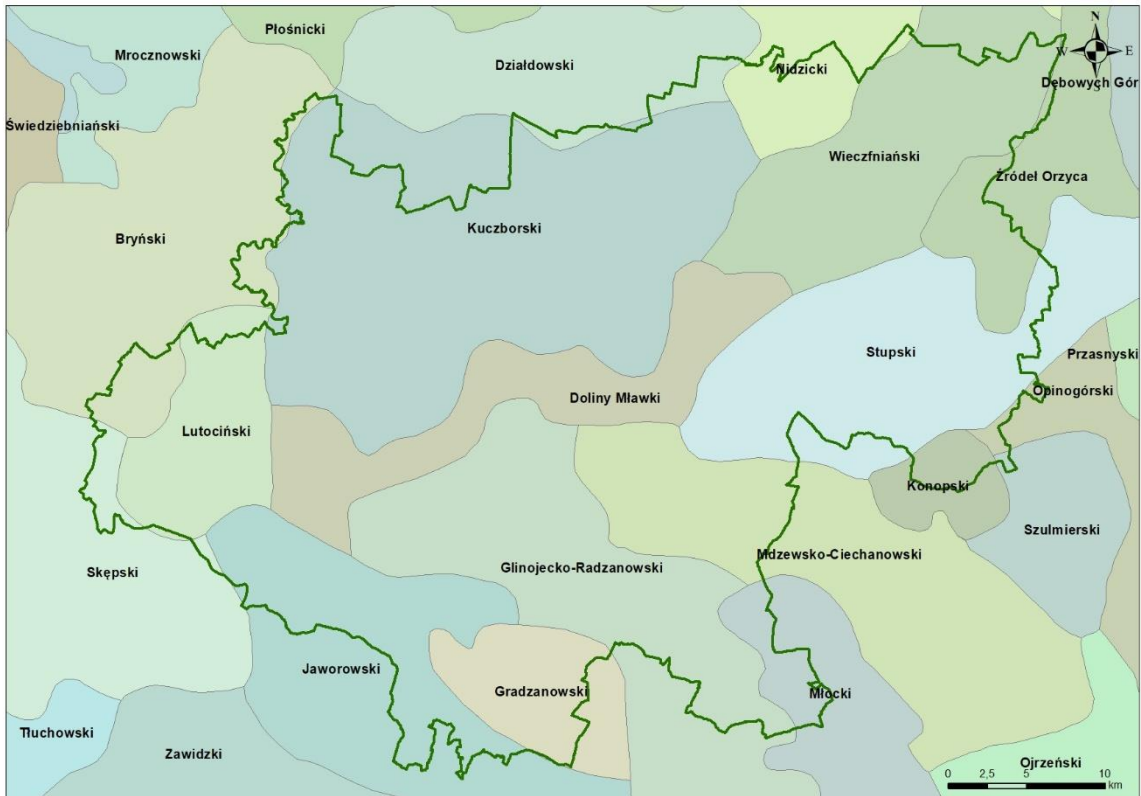 Płośnicki
N
Mrocznowski
W
E
Działdowski
Nidzicki
S
Dębowych Gór
Świedziebniański
Wieczfniański
Źródeł Orzyca
Kuczborski
Bryński
Stupski
Przasnyski
Opinogórski
Doliny Mławki
Lutociński
Konopski
Szulmierski
Mdzewsko-Ciechanowski
Glinojecko-Radzanowski
Skępski
Jaworowski
Gradzanowski
Młocki
Tłuchowski
Zawidzki
Ojrzeński
0 2,5 5 10
km